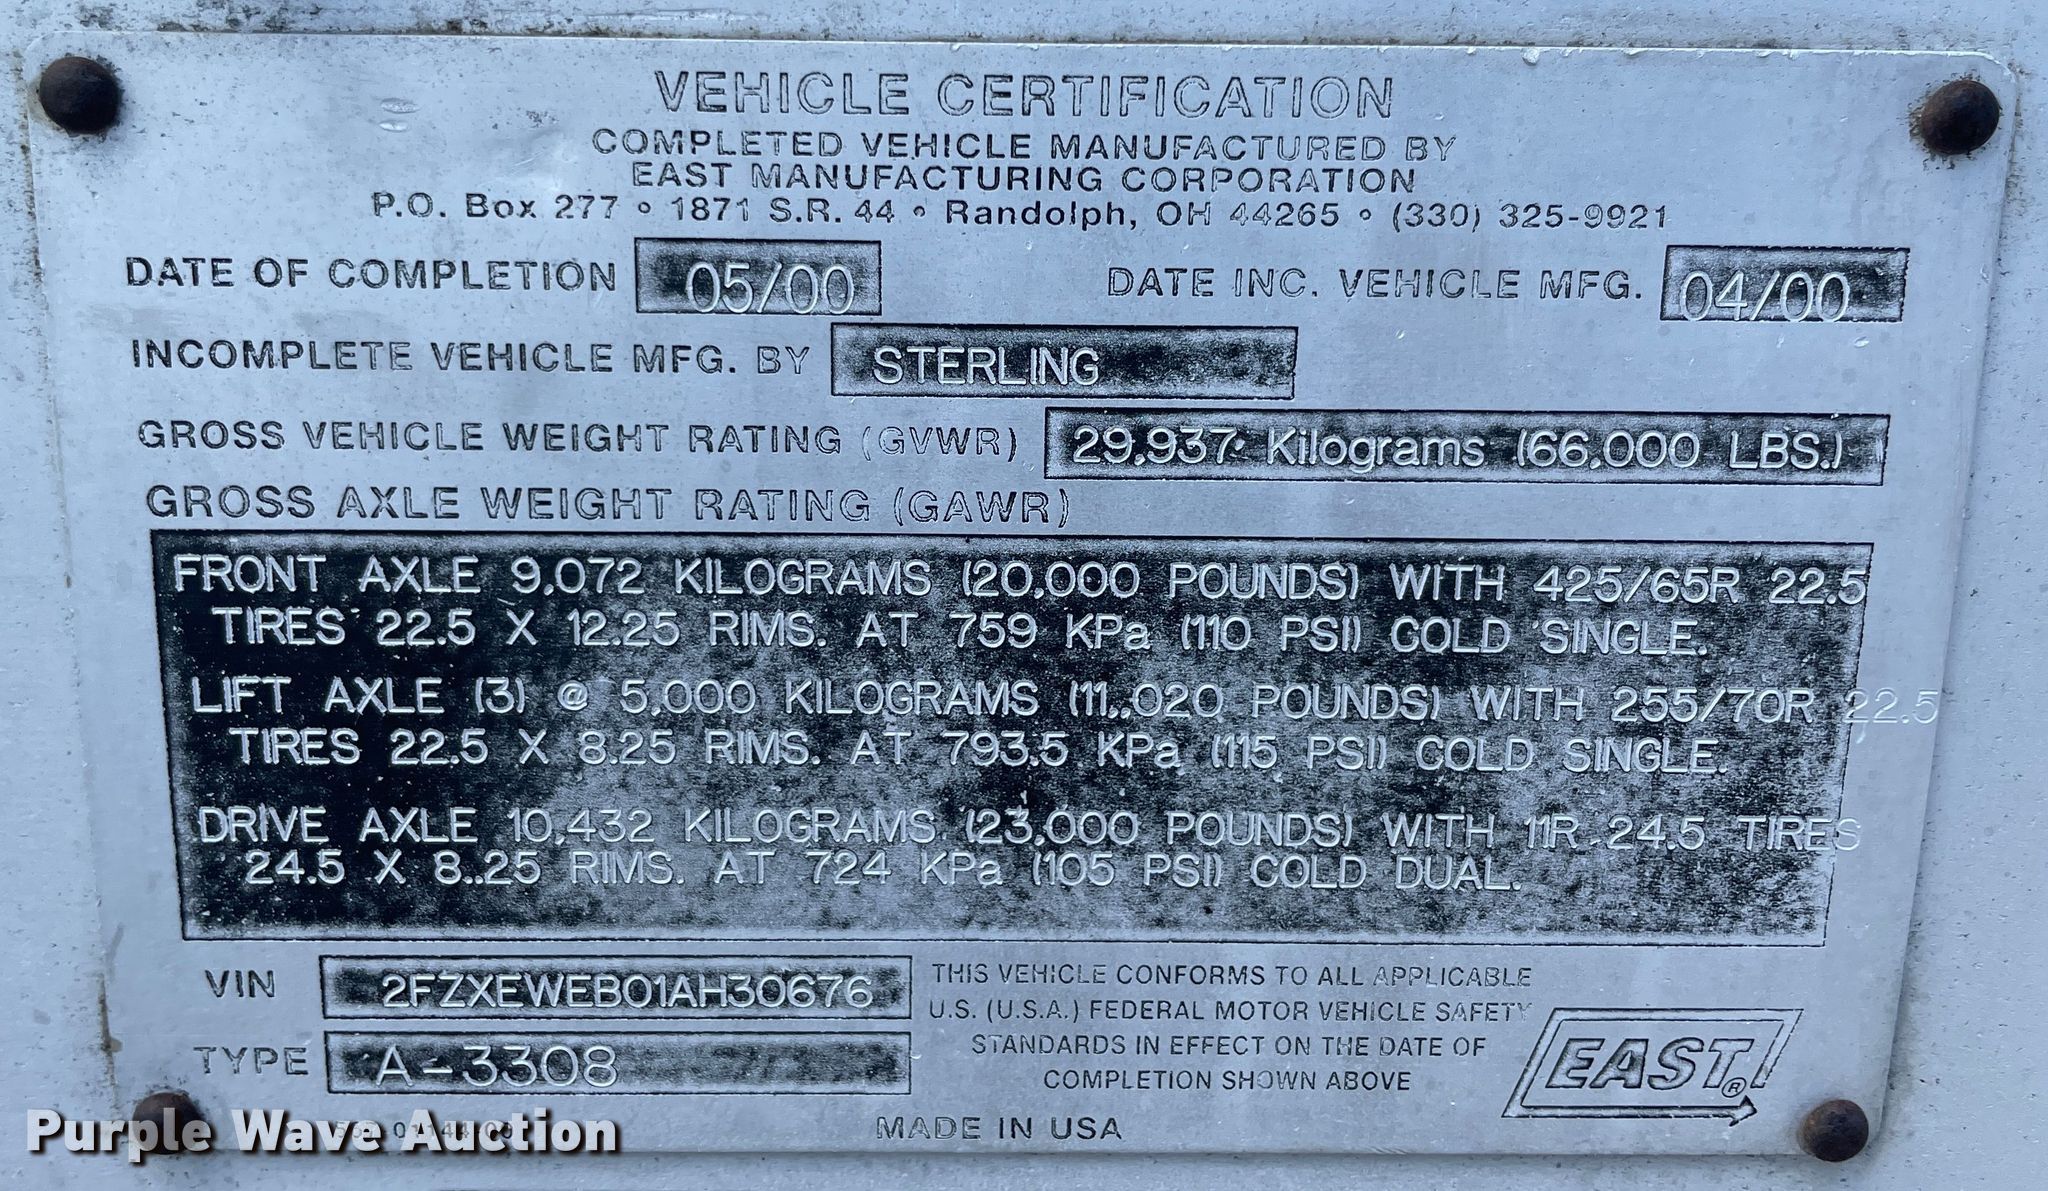 VEHICLE CERTIFICATION
COMPLETED VEHICLE MANUFACTURED BY
EAST MANUFACTURING CORPORATION
P.O. Box 277 • 1871 S.R. 44 • Randolph, OH 44265 • (330) 325-9921
DATE OF COMPLETION 05/00 DATE INC. VEHICLE MFG. 04/00
INCOMPLETE VEHICLE MFG. BY STERLING
GROSS VEHICLE WEIGHT RATING (GVWR) 29,937 Kilograms (66,000 LBS.)
GROSS AXLE WEIGHT RATING (GAWR)
FRONT AXLE 9,072 KILOGRAMS (20,000 POUNDS) WITH 425/65R 22.5
TIRES 22.5 X 12.25 RIMS. AT 759 KPa (110 PSI) COLD SINGLE.
LIFT AXLE (3) @ 5,000 KILOGRAMS (11,,020 POUNDS) WITH 255/70R 22.5
TIRES 22.5 X 8.25 RIMS. AT 793.5 KPa (115 PSI) COLD SINGLE.
DRIVE AXLE 10,432 KILOGRAMS (23,000 POUNDS) WITH 11R 24.5 TIRES
24.5 X 8..25 RIMS. AT 724 KPa (105 PSI) COLD DUAL.
VIN 2FZXEWEB01AH30676
TYPE A-3308
THIS VEHICLE CONFORMS TO ALL APPLICABLE
U.S. (U.S.A.) FEDERAL MOTOR VEHICLE SAFETY
STANDARDS IN EFFECT ON THE DATE OF
COMPLETION SHOWN ABOVE
EAST®
MADE IN USA
Purple Wave Auction